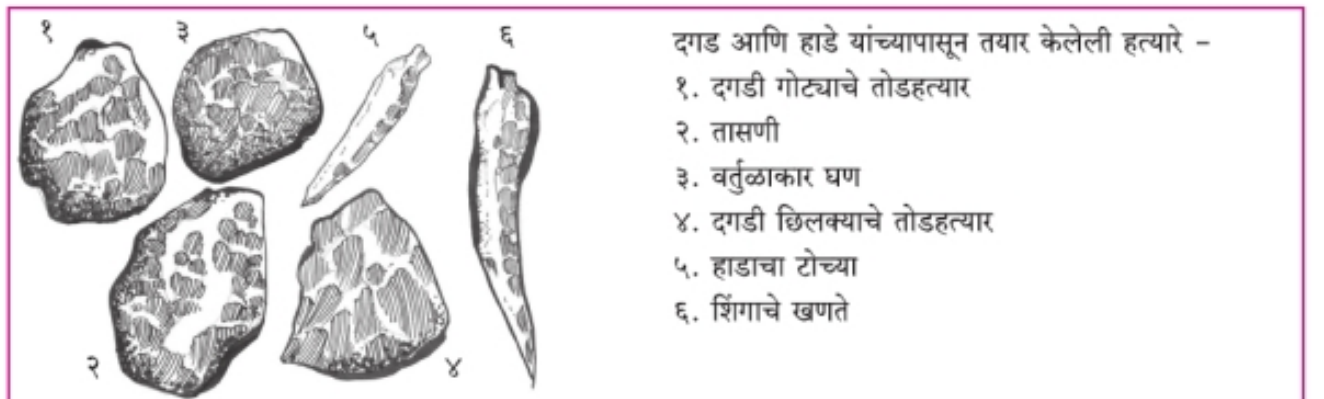 १ ३ ५ ६
२ ४
दगड आणि हाडे यांच्यापासून तयार केलेली हत्यारे –
१. दगडी गोट्याचे तोडहत्यार
२. तासणी
३. वर्तुळाकार घण
४. दगडी छिलक्याचे तोडहत्यार
५. हाडाचा टोच्या
६. शिंगाचे खणते